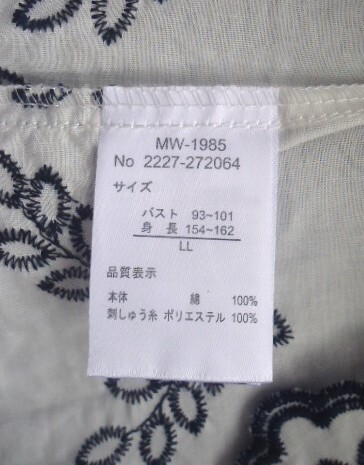 MW-1985
No 2227-272064
サイズ
バスト 93~101
身 長 154~162
LL
品質表示
本体 綿 100%
刺しゅう糸 ポリエステル 100%